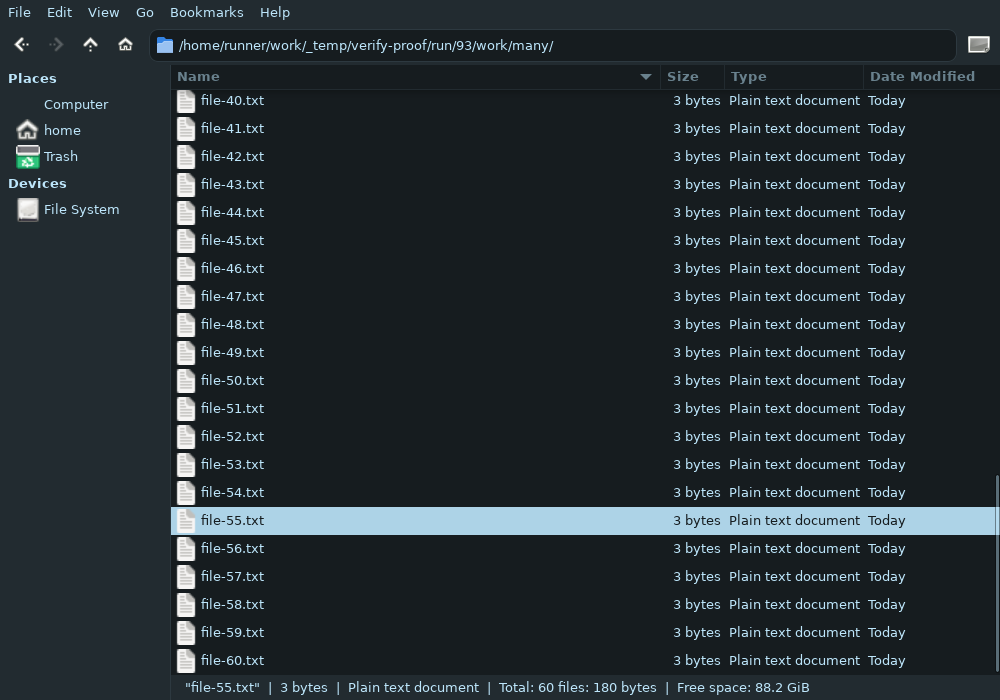 File Edit View Go Bookmarks Help
/home/runner/work/_temp/verify-proof/run/93/work/many/
Places
Computer
home
Trash
Devices
File System
Name Size Type Date Modified
file-40.txt 3 bytes Plain text document Today
file-41.txt 3 bytes Plain text document Today
file-42.txt 3 bytes Plain text document Today
file-43.txt 3 bytes Plain text document Today
file-44.txt 3 bytes Plain text document Today
file-45.txt 3 bytes Plain text document Today
file-46.txt 3 bytes Plain text document Today
file-47.txt 3 bytes Plain text document Today
file-48.txt 3 bytes Plain text document Today
file-49.txt 3 bytes Plain text document Today
file-50.txt 3 bytes Plain text document Today
file-51.txt 3 bytes Plain text document Today
file-52.txt 3 bytes Plain text document Today
file-53.txt 3 bytes Plain text document Today
file-54.txt 3 bytes Plain text document Today
file-55.txt 3 bytes Plain text document Today
file-56.txt 3 bytes Plain text document Today
file-57.txt 3 bytes Plain text document Today
file-58.txt 3 bytes Plain text document Today
file-59.txt 3 bytes Plain text document Today
file-60.txt 3 bytes Plain text document Today
"file-55.txt" | 3 bytes | Plain text document | Total: 60 files: 180 bytes | Free space: 88.2 GiB